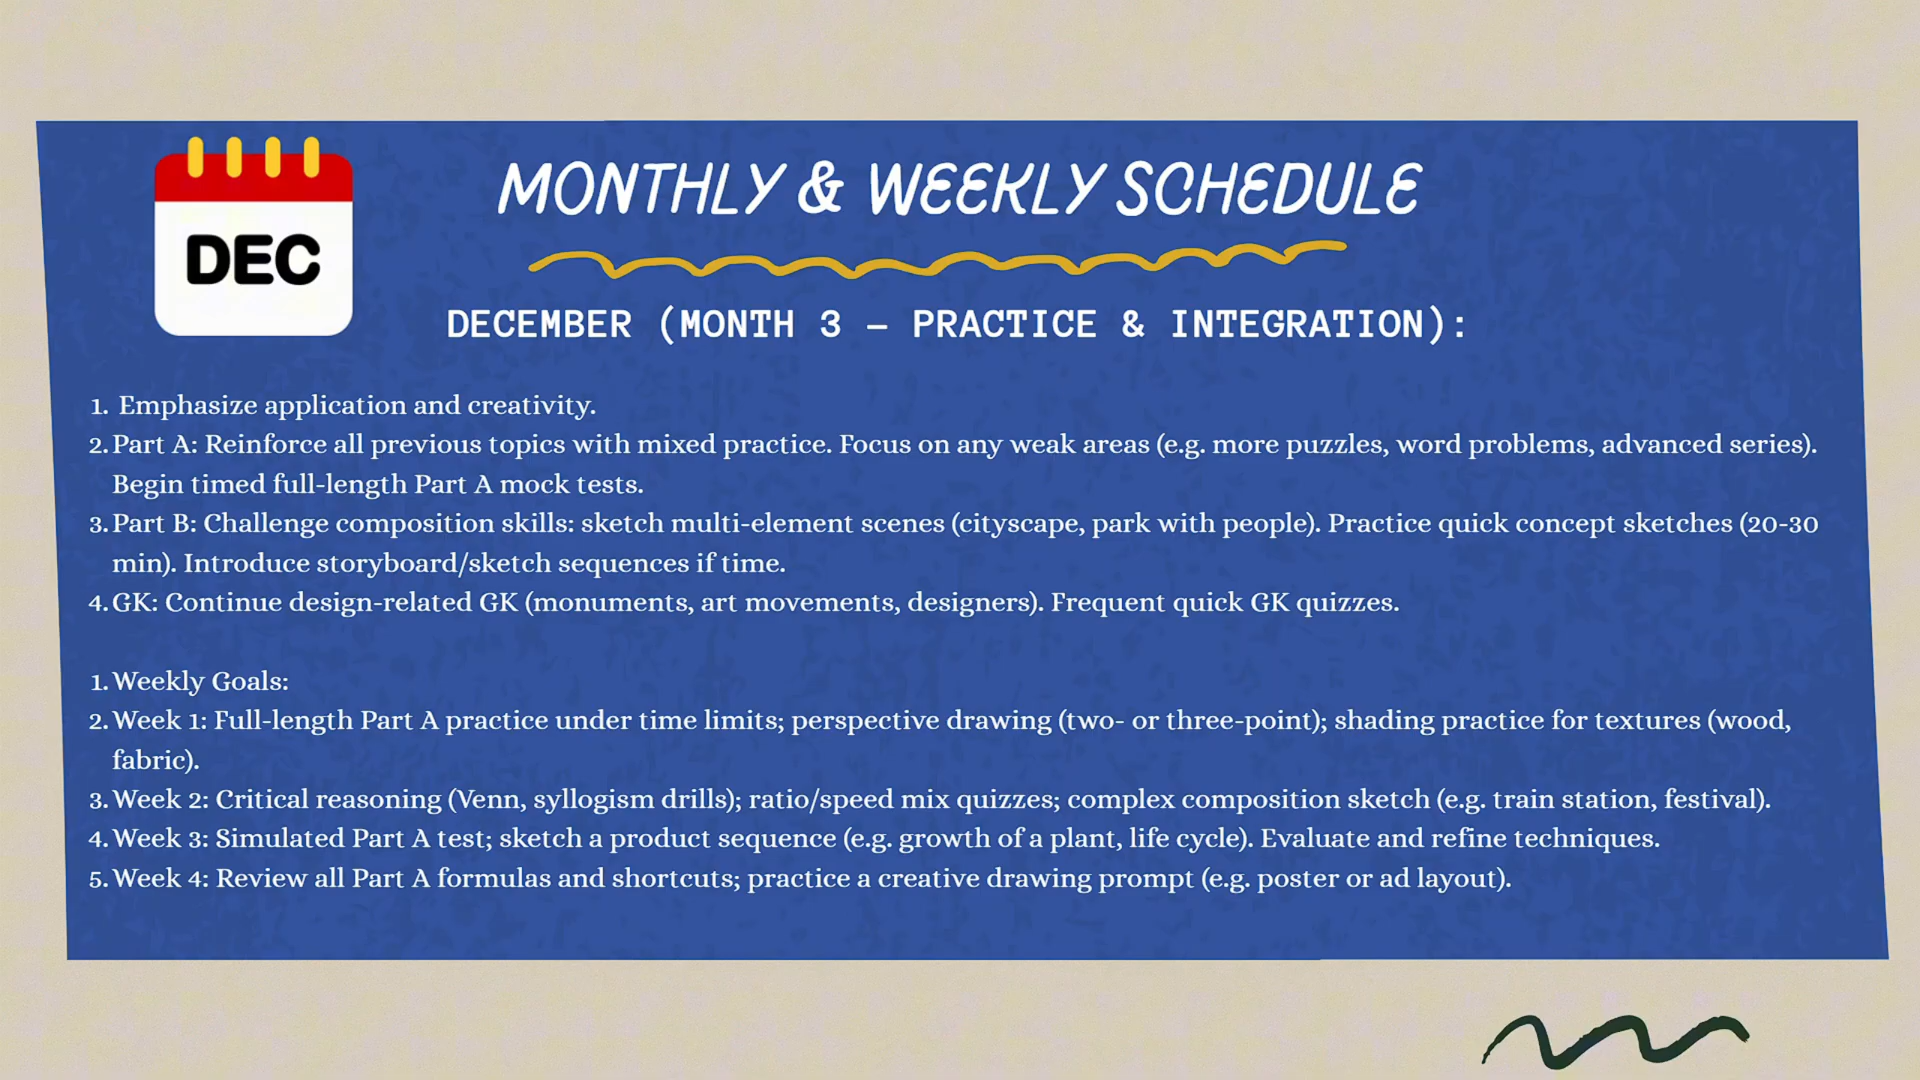 DEC
MONTHLY & WEEKLY SCHEDULE
DECEMBER (MONTH 3 – PRACTICE & INTEGRATION):
1. Emphasize application and creativity.
2. Part A: Reinforce all previous topics with mixed practice. Focus on any weak areas (e.g. more puzzles, word problems, advanced series).
Begin timed full-length Part A mock tests.
3. Part B: Challenge composition skills: sketch multi-element scenes (cityscape, park with people). Practice quick concept sketches (20-30
min). Introduce storyboard/sketch sequences if time.
4. GK: Continue design-related GK (monuments, art movements, designers). Frequent quick GK quizzes.
1. Weekly Goals:
2. Week 1: Full-length Part A practice under time limits; perspective drawing (two- or three-point); shading practice for textures (wood,
fabric).
3. Week 2: Critical reasoning (Venn, syllogism drills); ratio/speed mix quizzes; complex composition sketch (e.g. train station, festival).
4. Week 3: Simulated Part A test; sketch a product sequence (e.g. growth of a plant, life cycle). Evaluate and refine techniques.
5. Week 4: Review all Part A formulas and shortcuts; practice a creative drawing prompt (e.g. poster or ad layout).